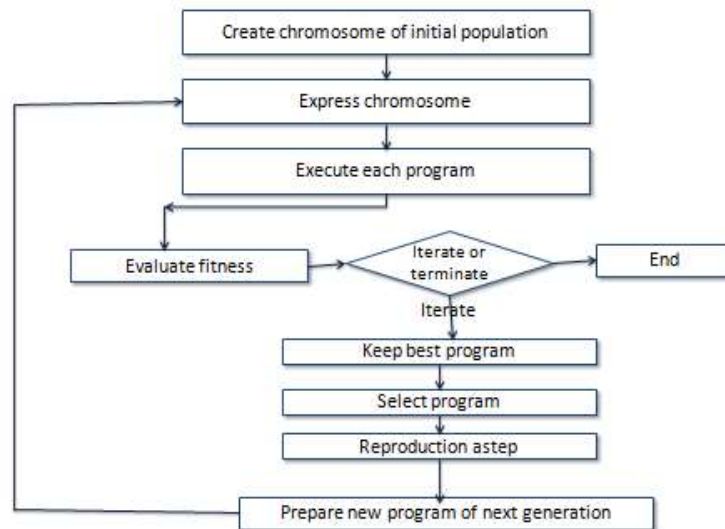 Create chromosome of initial population
Express chromosome
Execute each program
Evaluate fitness
Iterate or
terminate
End
Iterate
Keep best program
Select program
Reproduction astep
Prepare new program of next generation